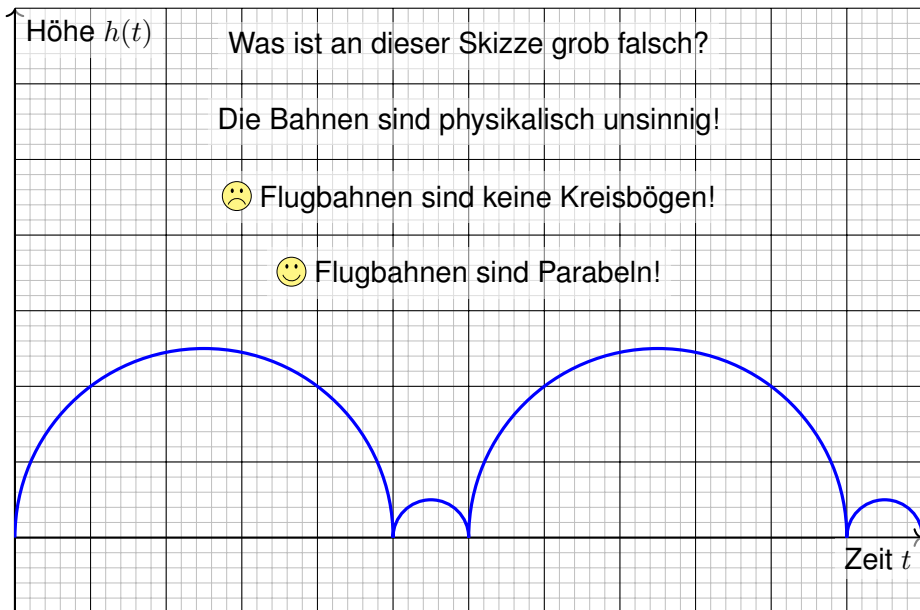 Höhe h(t)
Was ist an dieser Skizze grob falsch?
Die Bahnen sind physikalisch unsinnig!
Flugbahnen sind keine Kreisbögen!
Flugbahnen sind Parabeln!
Zeit t